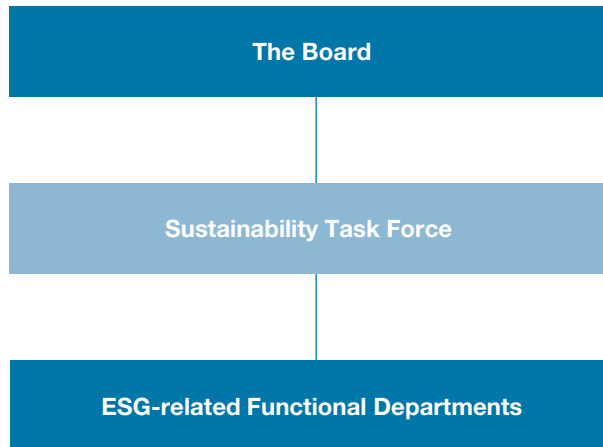 The Board
Sustainability Task Force
ESG-related Functional Departments